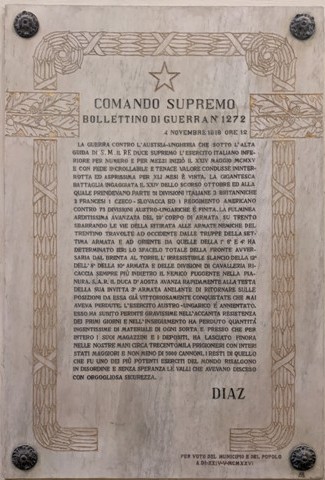 COMANDO SUPREMO
BOLLETTINO DI GUERRA N° 1272
4 NOVEMBRE 1918 ORE 12
LA GUERRA CONTRO L'AUSTRIA-UNGHERIA CHE SOTTO L'ALTA
GUIDA DI S. M. IL RE DUCE SUPREMO L'ESERCITO ITALIANO INFE-
RIORE PER NUMERO E PER MEZZI INIZIÒ IL XXIV MAGGIO MCMXV
E CON FEDE INCROLLABILE E TENACE VALORE CONDUSSE ININTER-
ROTTA ED ASPRISSIMA PER XLI MESI È VINTA. LA GIGANTESCA
BATTAGLIA INGAGGIATA IL XXIV DELLO SCORSO OTTOBRE ED ALLA
QUALE PRENDEVANO PARTE 51 DIVISIONI ITALIANE 3 BRITANNICHE
2 FRANCESI 1 CZECO-SLOVACCA ED 1 REGGIMENTO AMERICANO
CONTRO 73 DIVISIONI AUSTRO-UNGARICHE È FINITA. LA FULMINEA
ARDITISSIMA AVANZATA DEL 29° CORPO DI ARMATA SU TRENTO
SBARRANDO LE VIE DELLA RITIRATA ALLE ARMATE NEMICHE DEL
TRENTINO TRAVOLTE AD OCCIDENTE DALLE TRUPPE DELLA SET-
TIMA ARMATA E AD ORIENTE DA QUELLE DELLA 1ª 6ª E 4ª HA
DETERMINATO IERI LO SFACELO TOTALE DELLA FRONTE AVVER-
SARIA. DAL BRENTA AL TORRE L'IRRESISTIBILE SLANCIO DELLA 12ª
DELL'8ª DELLA 10ª ARMATA E DELLE DIVISIONI DI CAVALLERIA RI-
CACCIA SEMPRE PIÙ INDIETRO IL NEMICO FUGGENTE. NELLA PIA-
NURA S. A. R. IL DUCA D'AOSTA AVANZA RAPIDAMENTE ALLA TESTA
DELLA SUA INVITTA 3ª ARMATA ANELANTE DI RITORNARE SULLE
POSIZIONI DA ESSA GIÀ VITTORIOSAMENTE CONQUISTATE CHE MAI
AVEVA PERDUTE. L'ESERCITO AUSTRO-UNGARICO È ANNIENTATO.
ESSO HA SUBITO PERDITE GRAVISSIME NELL'ACCANITA RESISTENZA
DEI PRIMI GIORNI E NELL'INSEGUIMENTO HA PERDUTO QUANTITÀ
INGENTISSIME DI MATERIALE DI OGNI SORTA E PRESSO CHE PER
INTERO I SUOI MAGAZZINI E I DEPOSITI. HA LASCIATO FINORA
NELLE NOSTRE MANI CIRCA TRECENTOMILA PRIGIONIERI CON INTERI
STATI MAGGIORI E NON MENO DI 5000 CANNONI. I RESTI DI QUELLO
CHE FU UNO DEI PIÙ POTENTI ESERCITI DEL MONDO RISALGONO
IN DISORDINE E SENZA SPERANZA LE VALLI CHE AVEVANO DISCESO
CON ORGOGLIOSA SICUREZZA.
DIAZ
PER VOTO DEL MUNICIPIO E DEL POPOLO
A DI XXIV-V-MCMXXVI